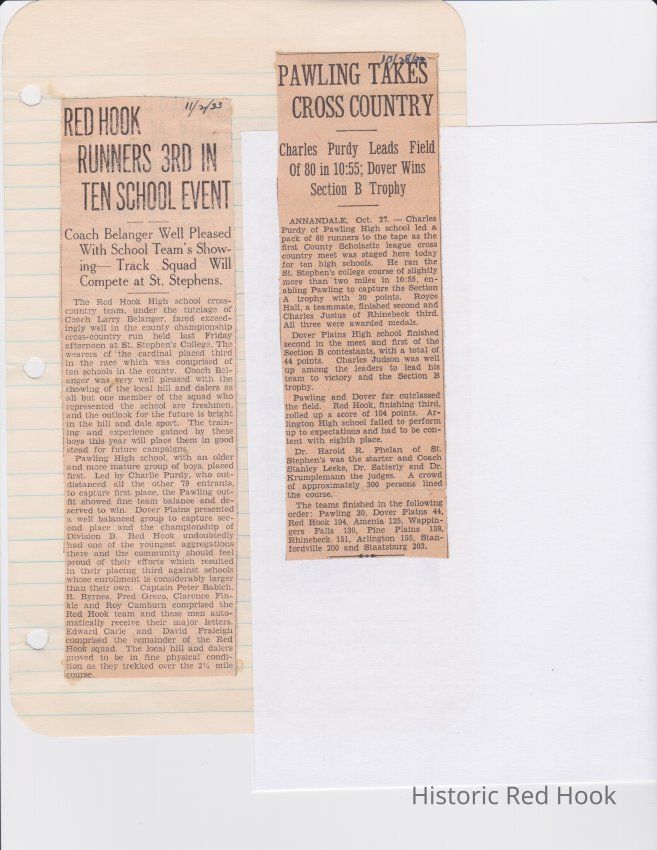 11/2/33
RED HOOK
RUNNERS 3RD IN
TEN SCHOOL EVENT
Coach Belanger Well Pleased
With School Team's Show-
ing— Track Squad Will
Compete at St. Stephens.
The Red Hook High school cross-
country team, under the tutelage of
Coach Larry Belanger, fared exceed-
ingly well in the county championship
cross-country run held last Friday
afternoon at St. Stephen's College. The
wearers of the cardinal placed third
in the race which was comprised of
ten schools in the county. Coach Bel-
anger was very well pleased with the
showing of the local hill and dalers as
all but one member of the squad who
represented the school are freshmen,
and the outlook for the future is bright
in the hill and dale sport. The train-
ing and experience gained by these
boys this year will place them in good
stead for future campaigns.
Pawling High school, with an older
and more mature group of boys, placed
first. Led by Charlie Purdy, who out-
distanced all the other 79 entrants,
to capture first place, the Pawling out-
fit showed fine team balance and de-
served to win. Dover Plains presented
a well balanced group to capture sec-
ond place and the championship of
Division B. Red Hook undoubtedly
had one of the youngest aggregations
there and the community should feel
proud of their efforts which resulted
in their placing third against schools
whose enrollment is considerably larger
than their own. Captain Peter Babich,
R. Byrnes, Fred Greco, Clarence Fin-
kle and Roy Camburn comprised the
Red Hook team and these men auto-
matically receive their major letters.
Edward Carle and David Fraleigh
comprised the remainder of the Red
Hook squad. The local hill and dalers
proved to be in fine physical condi-
tion as they trekked over the 2¼ mile
course.
PAWLING TAKES
CROSS COUNTRY
Charles Purdy Leads Field
Of 80 in 10:55; Dover Wins
Section B Trophy
ANNANDALE, Oct. 27. — Charles
Purdy of Pawling High school led a
pack of 80 runners to the tape as the
first County Scholastic league cross
country meet was staged here today
for ten high schools. He ran the
St. Stephen's college course of slightly
more than two miles in 10:55, en-
abling Pawling to capture the Section
A trophy with 30 points. Royce
Hall, a teammate, finished second and
Charles Justus of Rhinebeck third.
All three were awarded medals.
Dover Plains High school finished
second in the meet and first of the
Section B contestants, with a total of
44 points. Charles Judson was well
up among the leaders to lead his
team to victory and the Section B
trophy.
Pawling and Dover far outclassed
the field. Red Hook, finishing third,
rolled up a score of 104 points. Ar-
lington High school failed to perform
up to expectations and had to be con-
tent with eighth place.
Dr. Harold R. Phelan of St.
Stephen's was the starter and Coach
Stanley Leeke, Dr. Satterly and Dr.
Krumplemann the judges. A crowd
of approximately 300 persons lined
the course.
The teams finished in the following
order: Pawling 30, Dover Plains 44,
Red Hook 104, Amenia 125, Wappin-
gers Falls 130, Pine Plains 138,
Rhinebeck 151, Arlington 155, Stan-
fordville 200 and Staatsburg 203.
Historic Red Hook